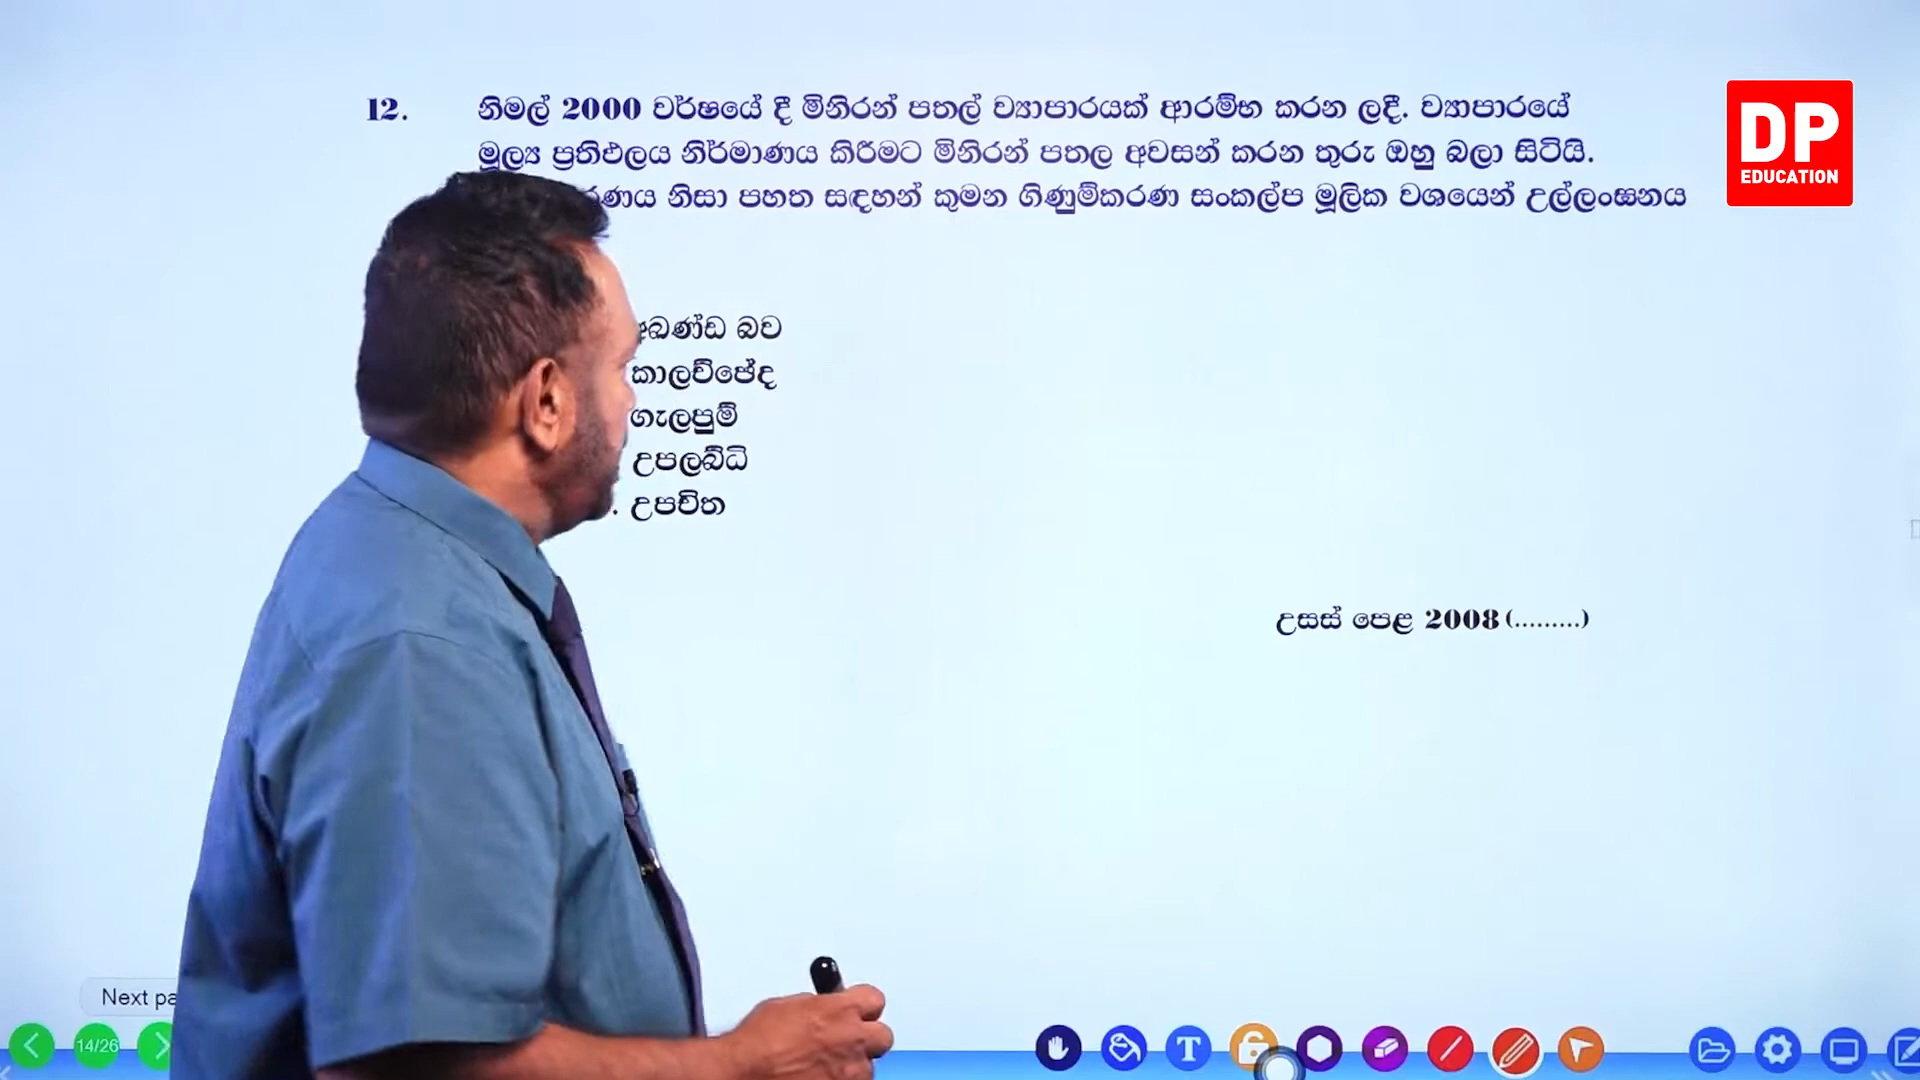 12. නිමල් 2000 වර්ෂයේ දී මිනිරන් පතල් ව්‍යාපාරයක් ආරම්භ කරන ලදී. ව්‍යාපාරයේ
මූල්‍ය ප්‍රතිඵලය නිර්මාණය කිරීමට මිනිරන් පතල අවසන් කරන තුරු ඔහු බලා සිටියි.
නිසා පහත සඳහන් කුමන ගිණුම්කරණ සංකල්ප මූලික වශයෙන් උල්ලංඝනය
DP
EDUCATION
අඛණ්ඩ බව
කාලච්ඡේද
ගැලපුම්
උපලබ්ධි
. උපචිත
උසස් පෙළ 2008 (.........)
Next pa
14/26
T